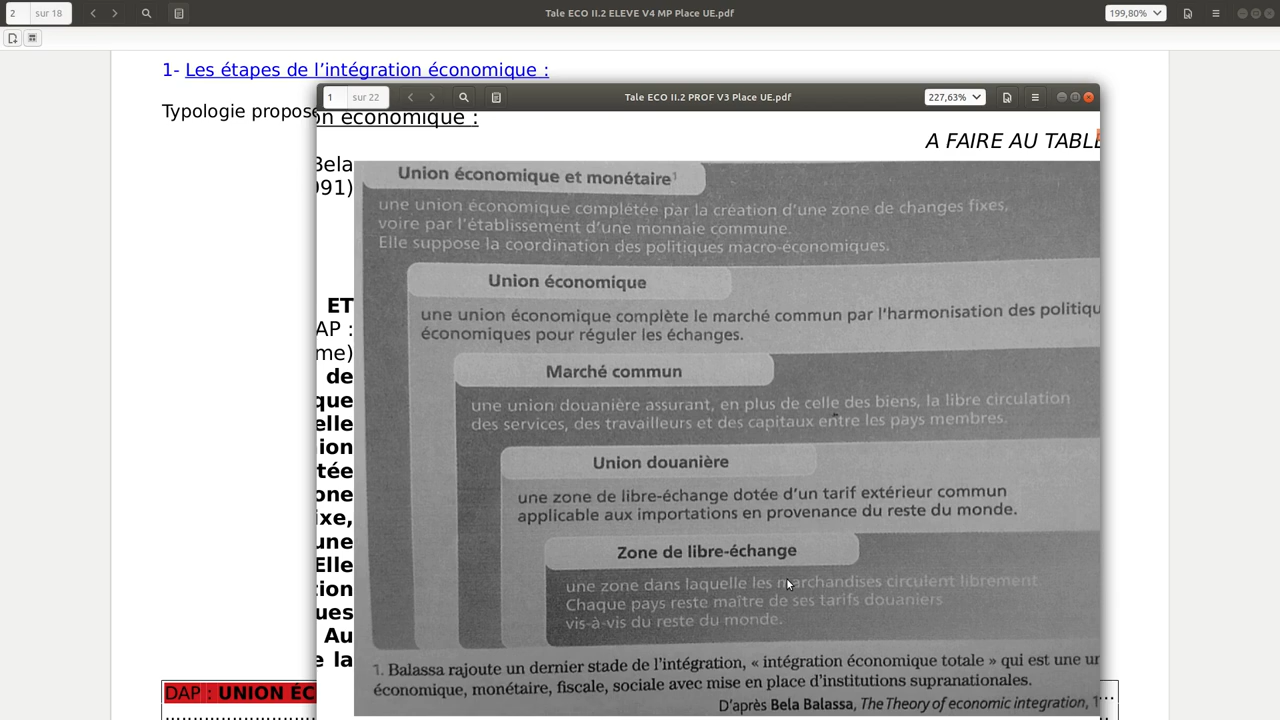 2 sur 18
Tale ECO II.2 ELEVE V4 MP Place UE.pdf
199,80%
1- Les étapes de l'intégration économique :
Typologie propos
1 sur 22
Tale ECO II.2 PROF V3 Place UE.pdf
227,63%
on économique :
A FAIRE AU TABLE
Bela
991)
ET
AP :
me)
de
que
elle
ion
tée
one
ixe,
une
Elle
tion
ques
Au
e la
Union économique et monétaire¹
une union économique complétée par la création d'une zone de changes fixes,
voire par l'établissement d'une monnaie commune.
Elle suppose la coordination des politiques macro-économiques.
Union économique
une union économique complète le marché commun par l'harmonisation des politiqu
économiques pour réguler les échanges.
Marché commun
une union douanière assurant, en plus de celle des biens, la libre circulation
des services, des travailleurs et des capitaux entre les pays membres.
Union douanière
une zone de libre-échange dotée d'un tarif extérieur commun
applicable aux importations en provenance du reste du monde.
Zone de libre-échange
une zone dans laquelle les marchandises circulent librement
Chaque pays reste maître de ses tarifs douaniers
vis-à-vis du reste du monde.
1. Balassa rajoute un dernier stade de l'intégration, « intégration économique totale » qui est une un
économique, monétaire, fiscale, sociale avec mise en place d'institutions supranationales.
D'après Bela Balassa, The Theory of economic integration, 1
DAP : UNION ÉC